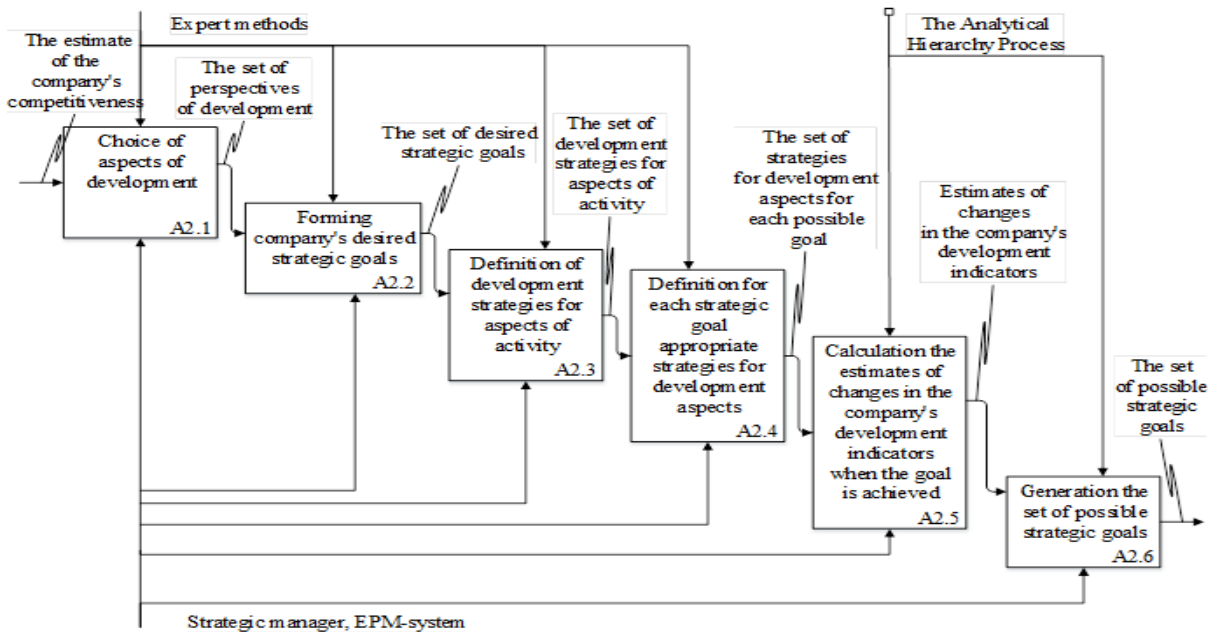 Expert methods
The Analytical
Hierarchy Process
The estimate
of the
company's
competitiveness
The set of
perspectives
of development
Choice of
aspects of
development
A2.1
The set of desired
strategic goals
Forming
company's desired
strategic goals
A2.2
The set of
development
strategies for
aspects of
activity
Definition of
development
strategies for
aspects of
activity
A2.3
The set of
strategies
for development
aspects for
each possible
goal
Definition for
each strategic
goal
appropriate
strategies for
development
aspects
A2.4
Estimates of
changes
in the company's
development
indicators
Calculation the
estimates of
changes in the
company's
development
indicators
when the goal
is achieved
A2.5
The set
of possible
strategic
goals
Generation the
set of possible
strategic goals
A2.6
Strategic manager, EPM-system